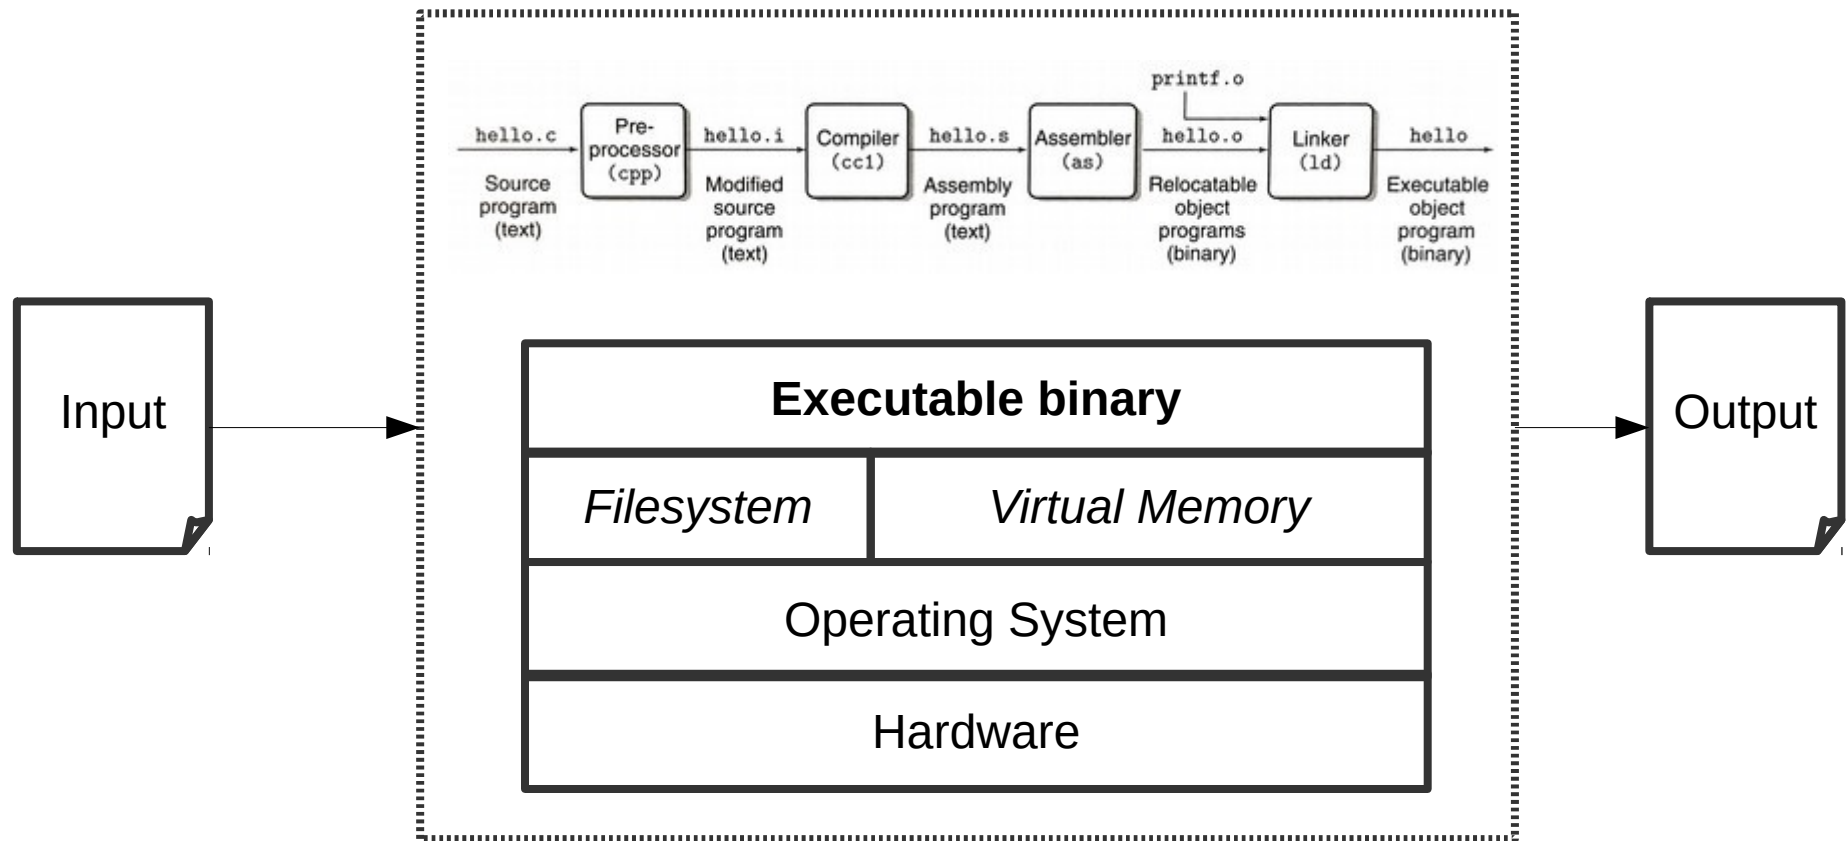 printf.o
hello.c
Pre-
processor
(cpp)
hello.i
Compiler
(cc1)
hello.s
Assembler
(as)
hello.o
Linker
(ld)
hello
Source
program
(text)
Modified
source
program
(text)
Assembly
program
(text)
Relocatable
object
programs
(binary)
Executable
object
program
(binary)
Input
Executable binary
Filesystem
Virtual Memory
Operating System
Hardware
Output